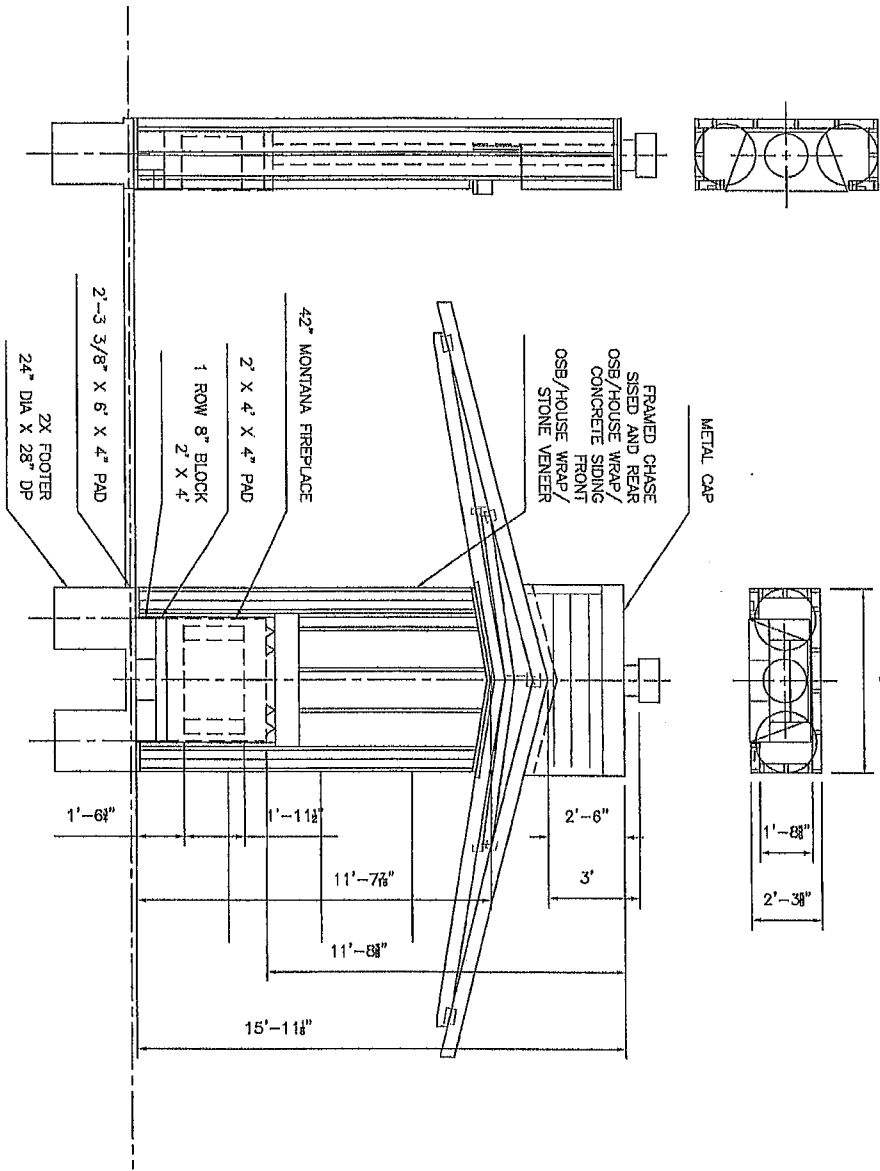 METAL CAP
FRAMED CHASE
SISED AND REAR
OSB/HOUSE WRAP/
CONCRETE SIDING
FRONT
OSB/HOUSE WRAP/
STONE VENEER
42" MONTANA FIREPLACE
2' X 4' X 4" PAD
1 ROW 8" BLOCK
2' X 4'
2'-3 3/8" X 6' X 4" PAD
2X FOOTER
24" DIA X 28" DP
1'-8⅜"
2'-3⅜"
2'-6"
3'
1'-6¾"
1'-11½"
11'-7⁷⁄₁₆"
11'-8⅜"
15'-11⅛"